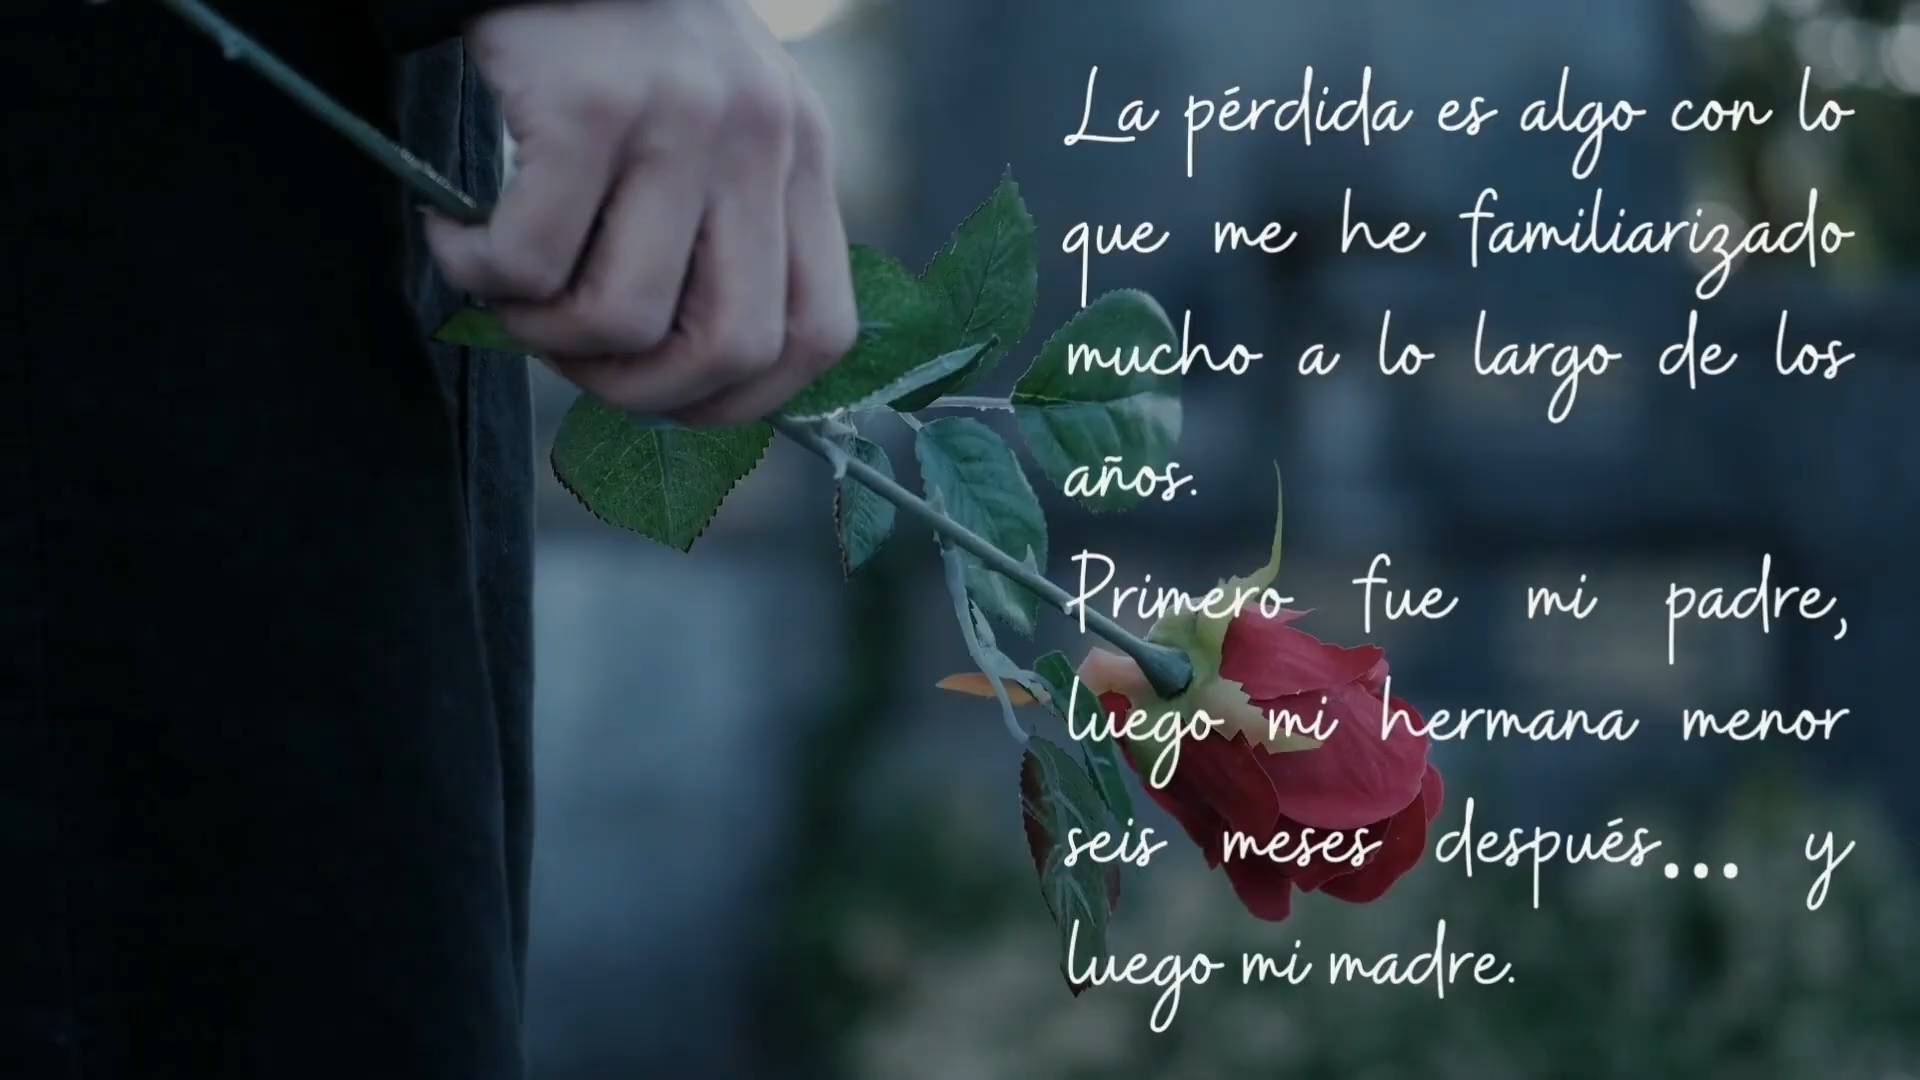 La pérdida es algo con lo
que me he familiarizado
mucho a lo largo de los
años.
Primero fue mi padre,
luego mi hermana menor
seis meses después... y
luego mi madre.